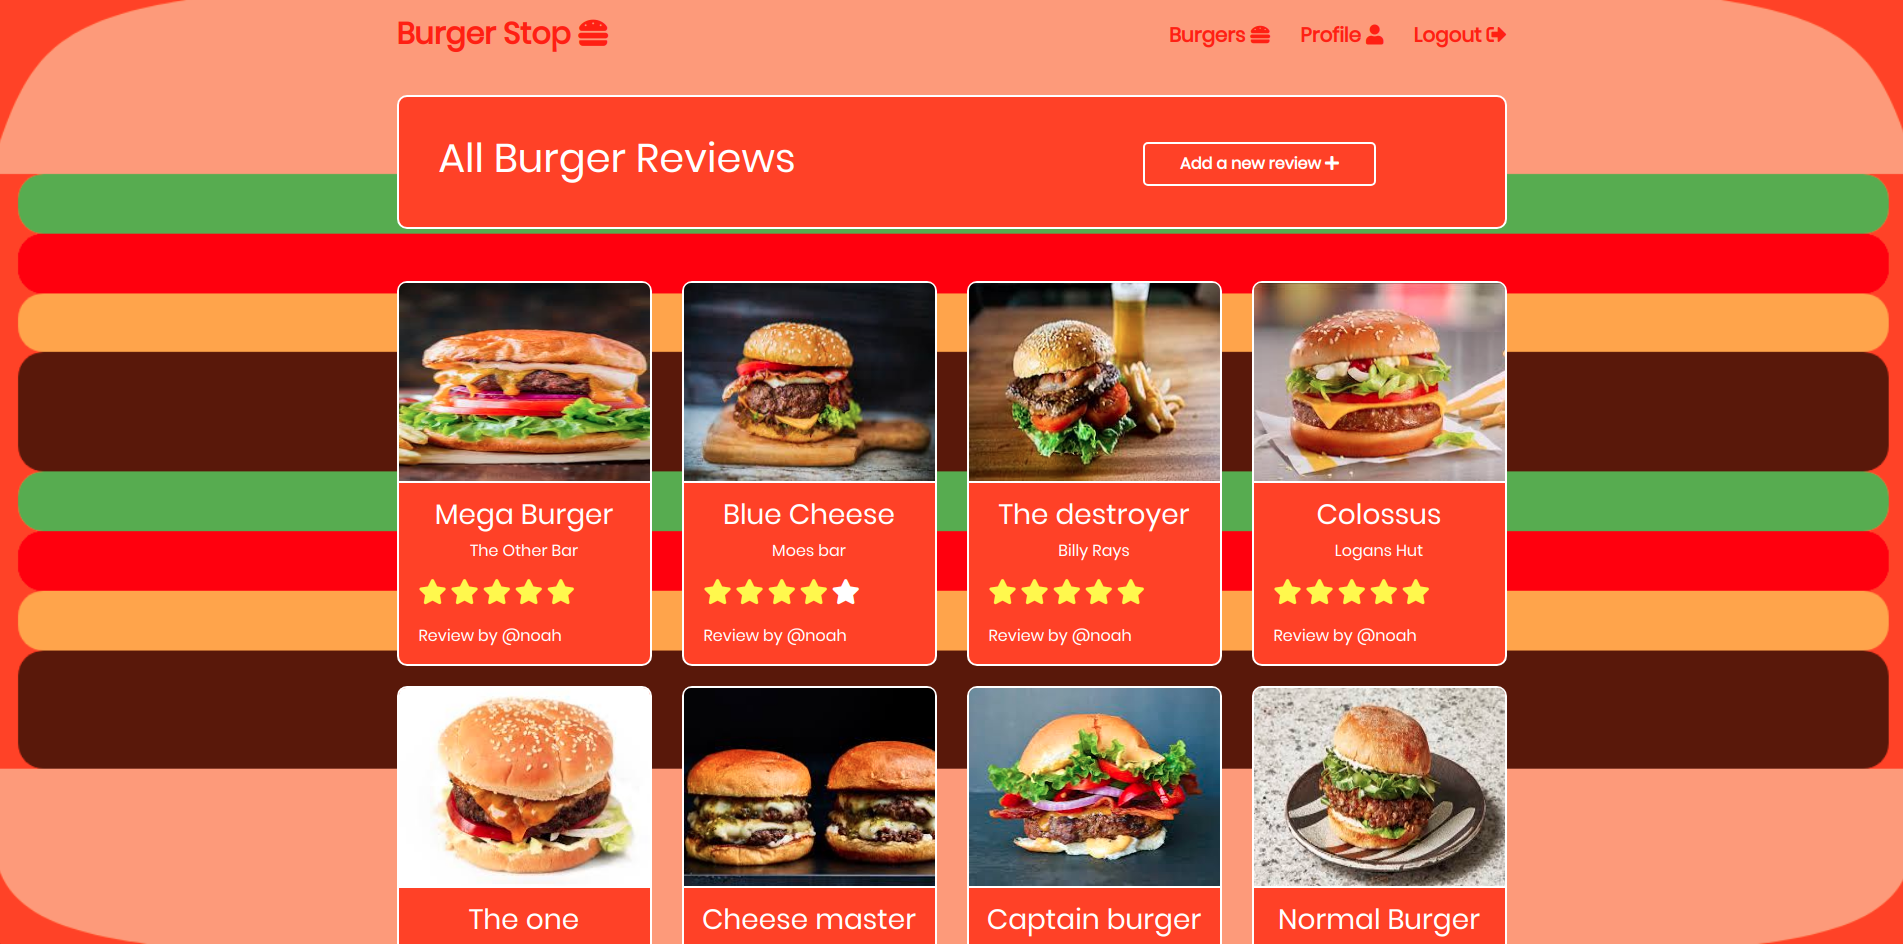 Burger Stop
Burgers Profile Logout
All Burger Reviews
Add a new review
Mega Burger
The Other Bar
Review by @noah
Blue Cheese
Moes bar
Review by @noah
The destroyer
Billy Rays
Review by @noah
Colossus
Logans Hut
Review by @noah
The one
Cheese master
Captain burger
Normal Burger